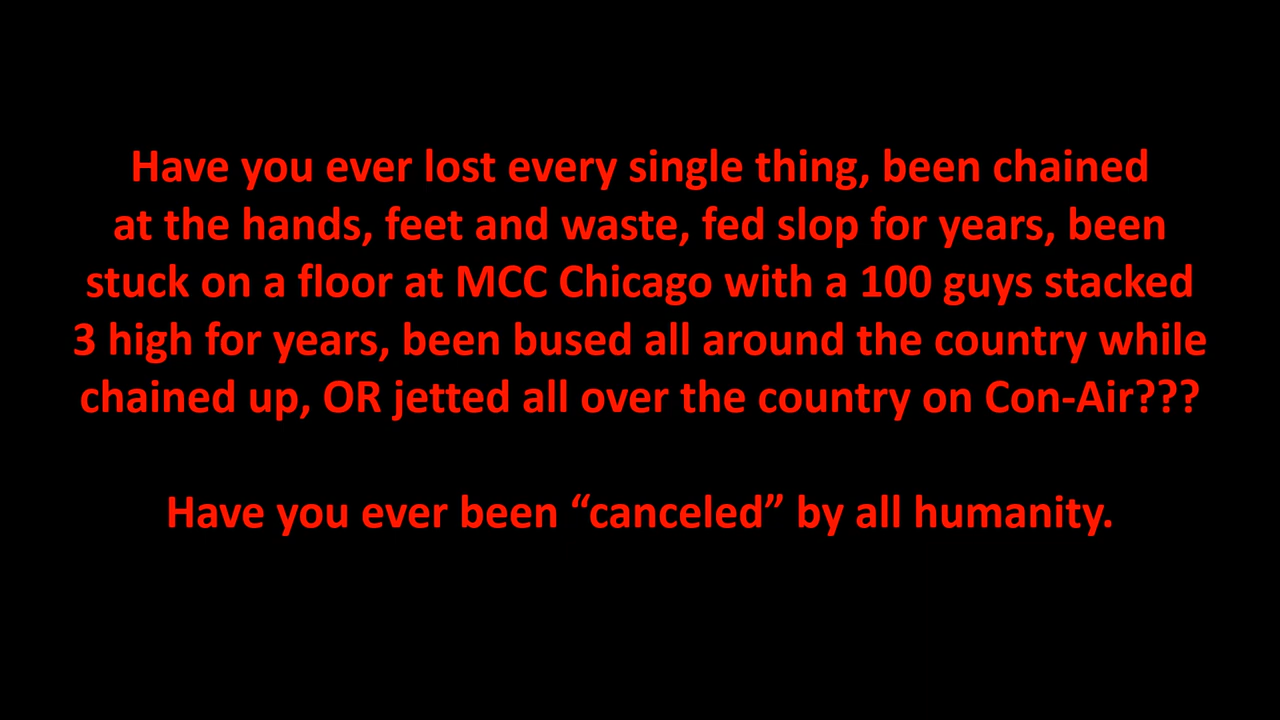 Have you ever lost every single thing, been chained
at the hands, feet and waste, fed slop for years, been
stuck on a floor at MCC Chicago with a 100 guys stacked
3 high for years, been bused all around the country while
chained up, OR jetted all over the country on Con-Air???
Have you ever been “canceled” by all humanity.